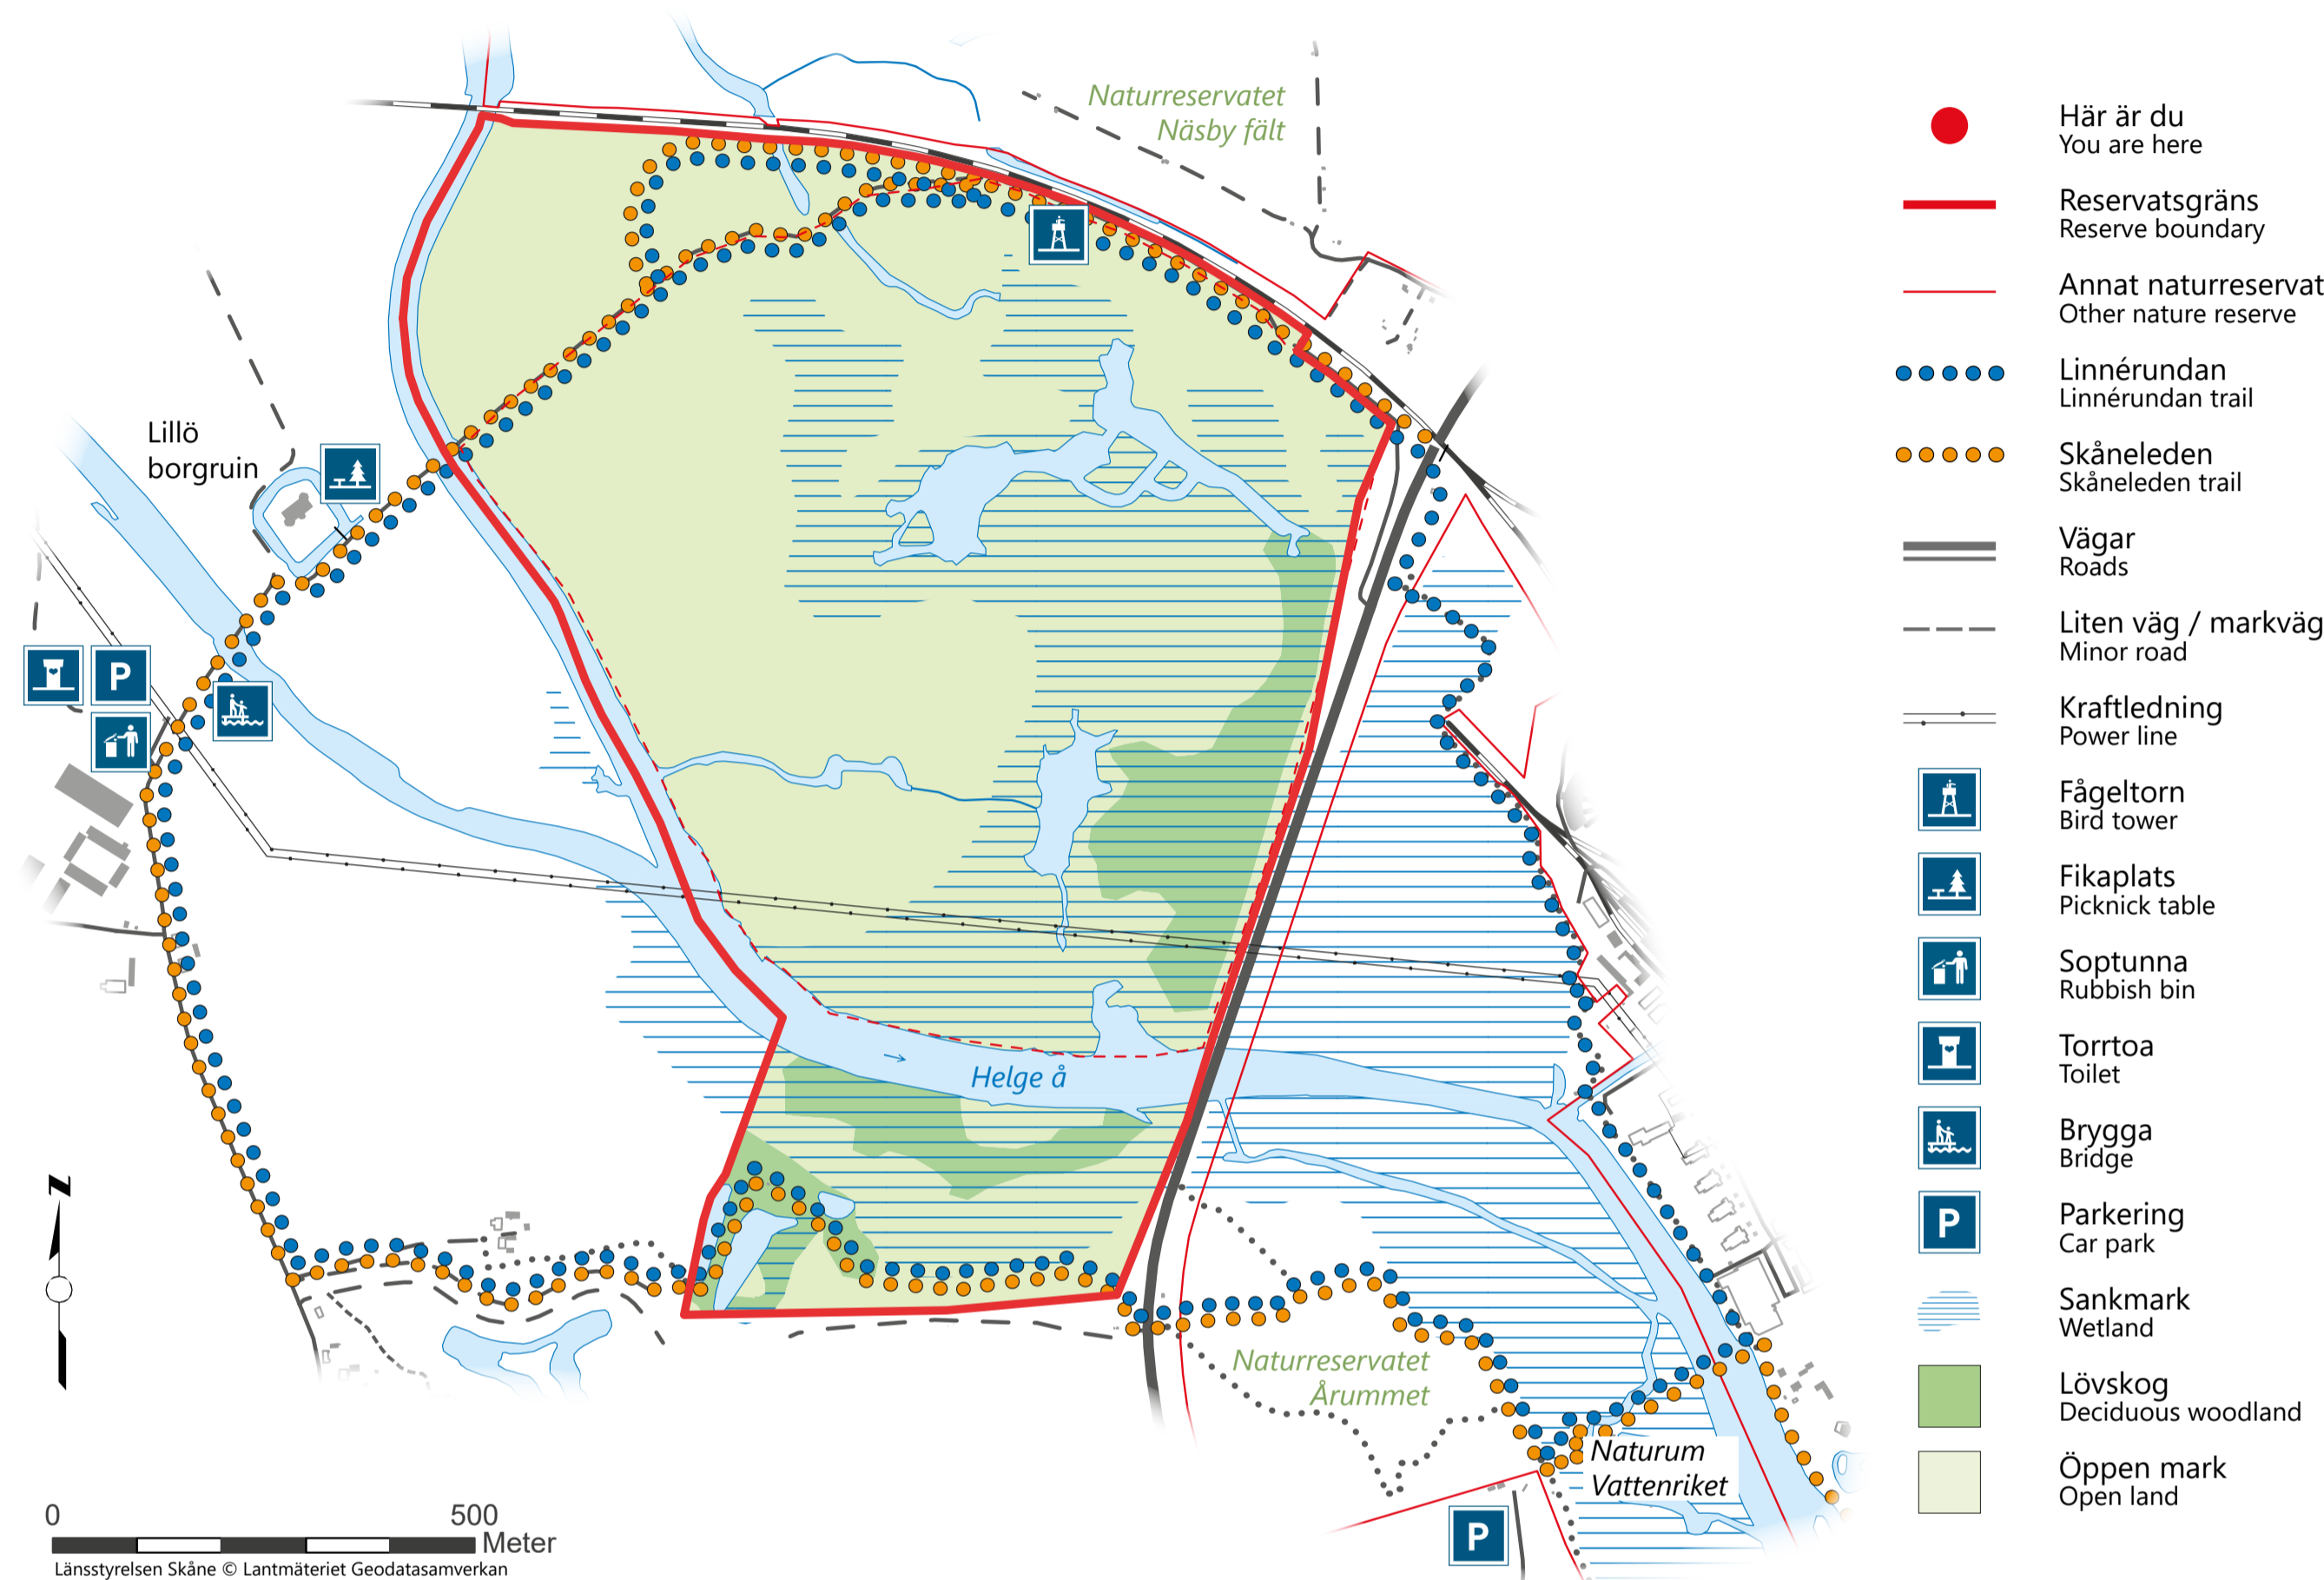 Naturreservatet
Näsby fält
Lillö
borgruin
P
Helge å
Naturreservatet
Årummet
Naturum
Vattenriket
P
z
0 500
Meter
Länsstyrelsen Skåne © Lantmäteriet Geodatasamverkan
Här är du
You are here
Reservatsgräns
Reserve boundary
Annat naturreservat
Other nature reserve
Linnérundan
Linnérundan trail
Skåneleden
Skåneleden trail
Vägar
Roads
Liten väg / markväg
Minor road
Kraftledning
Power line
Fågeltorn
Bird tower
Fikaplats
Picknick table
Soptunna
Rubbish bin
Torrtoa
Toilet
Brygga
Bridge
P
Parkering
Car park
Sankmark
Wetland
Lövskog
Deciduous woodland
Öppen mark
Open land